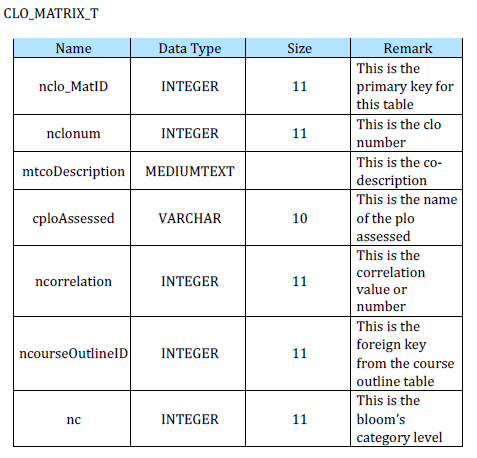 CLO_MATRIX_T
Name Data Type Size Remark
nclo_MatID INTEGER 11 This is the
primary key for
this table
nclonum INTEGER 11 This is the clo
number
mtcoDescription MEDIUMTEXT This is the co-
description
cploAssessed VARCHAR 10 This is the name
of the plo
assessed
ncorrelation INTEGER 11 This is the
correlation
value or
number
ncourseOutlineID INTEGER 11 This is the
foreign key
from the course
outline table
nc INTEGER 11 This is the
bloom's
category level